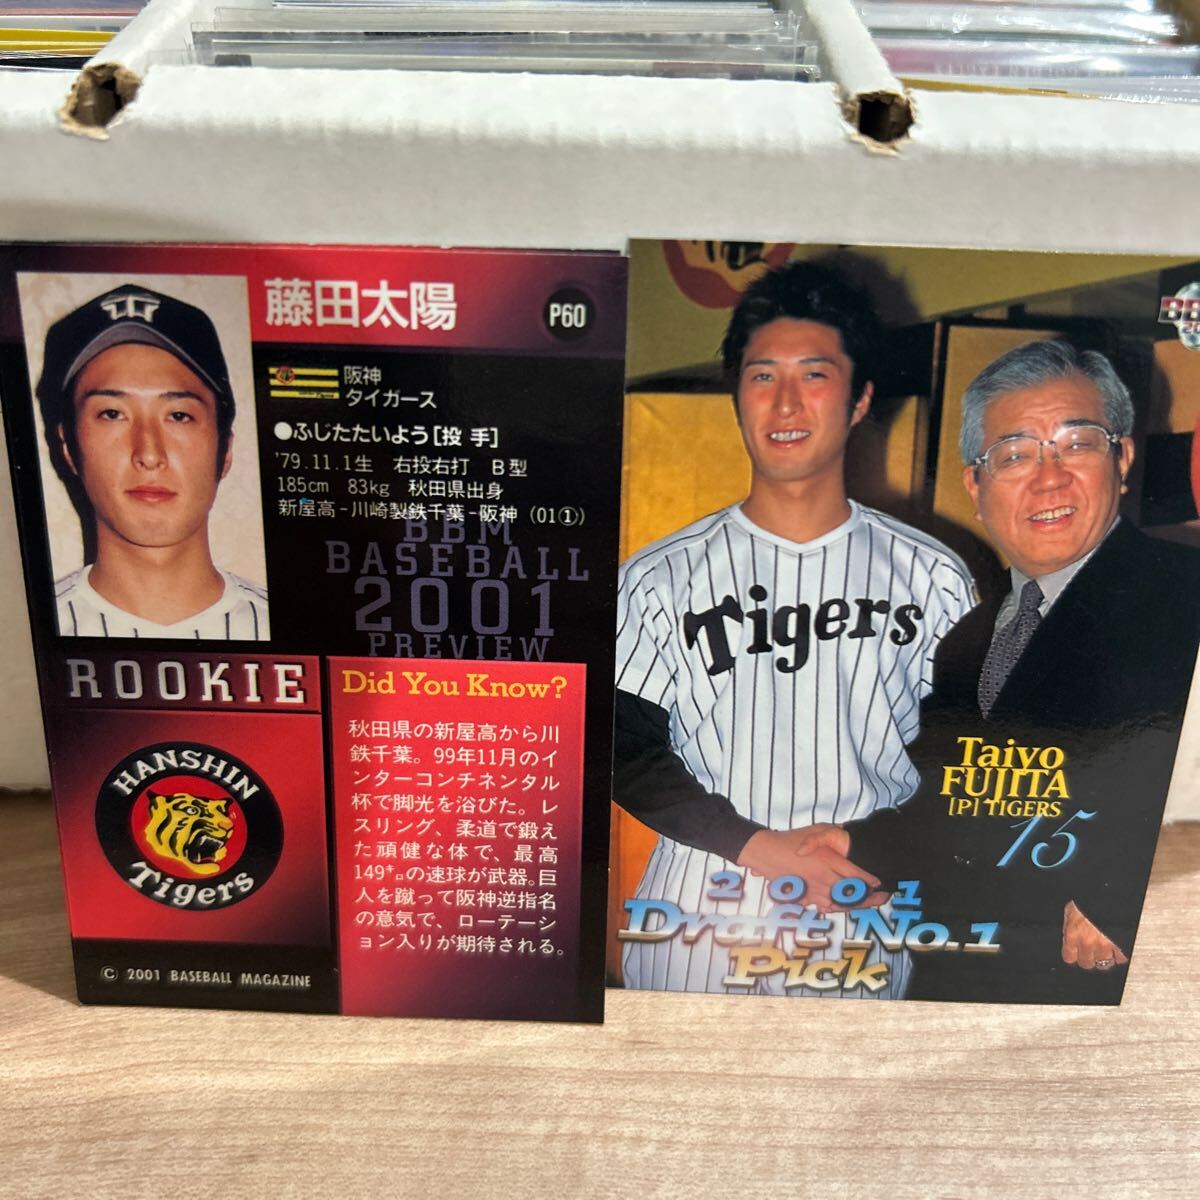 藤田太陽
P60
阪神
タイガース
●ふじたたいよう[投 手]
'79.11.1生 右投右打 B型
185cm 83kg 秋田県出身
新屋高-川崎製鉄千葉-阪神 (01①)
BBM
BASEBALL
2001
PREVIEW
ROOKIE
HANSHIN
Tigers
© 2001 BASEBALL MAGAZINE
Did You Know?
秋田県の新屋高から川
鉄千葉。99年11月のイ
ンターコンチネンタル
杯で脚光を浴びた。レ
スリング、柔道で鍛え
た頑健な体で、最高
149㌔の速球が武器。巨
人を蹴って阪神逆指名
の意気で、ローテーシ
ョン入りが期待される。
Tigers
Taiyo
FUJITA
[P] TIGERS
15
2001
Draft No.1
Pick